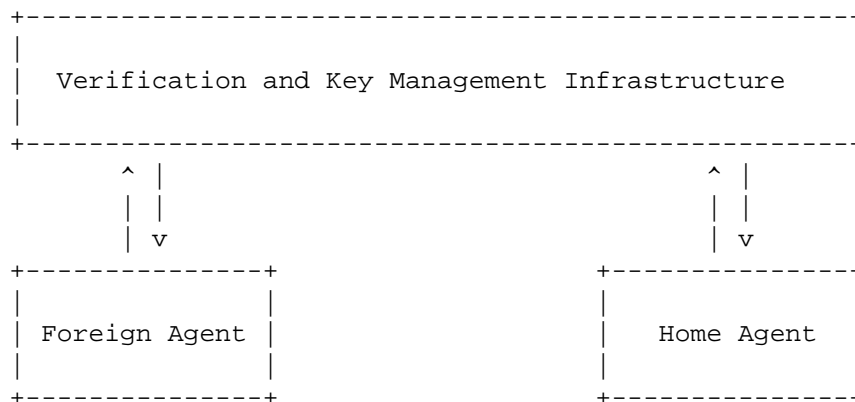 Verification and Key Management Infrastructure
Foreign Agent
Home Agent